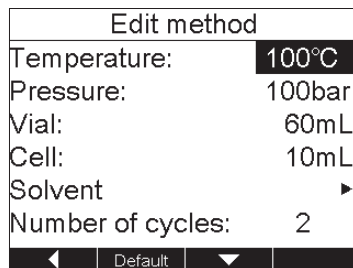 Edit method
Temperature: 100°C
Pressure: 100bar
Vial: 60mL
Cell: 10mL
Solvent ▸
Number of cycles: 2
◀ Default ▼